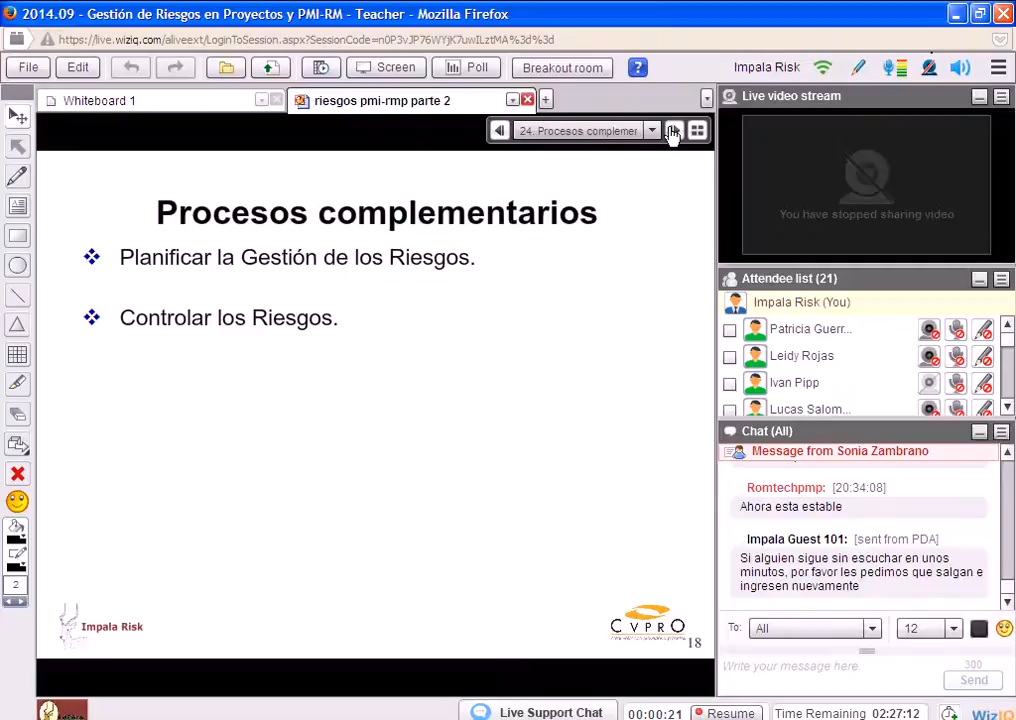 2014.09 - Gestión de Riesgos en Proyectos y PMI-RM - Teacher - Mozilla Firefox
https://live.wiziq.com/aliveext/LoginToSession.aspx?SessionCode=n0P3vJP76WYjK7uwILztMA%3d%3d
File Edit Screen Poll Breakout room ? Impala Risk
Whiteboard 1 riesgos pmi-rmp parte 2
Live video stream
24. Procesos complemer
You have stopped sharing video
Procesos complementarios
Planificar la Gestión de los Riesgos.
Controlar los Riesgos.
Impala Risk
CVPRO
18
Attendee list (21)
Impala Risk (You)
Patricia Guerr...
Leidy Rojas
Ivan Pipp
Lucas Salom...
Chat (All)
Message from Sonia Zambrano
Romtechpmp: [20:34:08]
Ahora esta estable
Impala Guest 101: [sent from PDA]
Si alguien sigue sin escuchar en unos
minutos, por favor les pedimos que salgan e
ingresen nuevamente
To: All 12
Write your message here.
300
Send
2
Live Support Chat 00:00:21 Resume Time Remaining 02:27:12 WizIQ